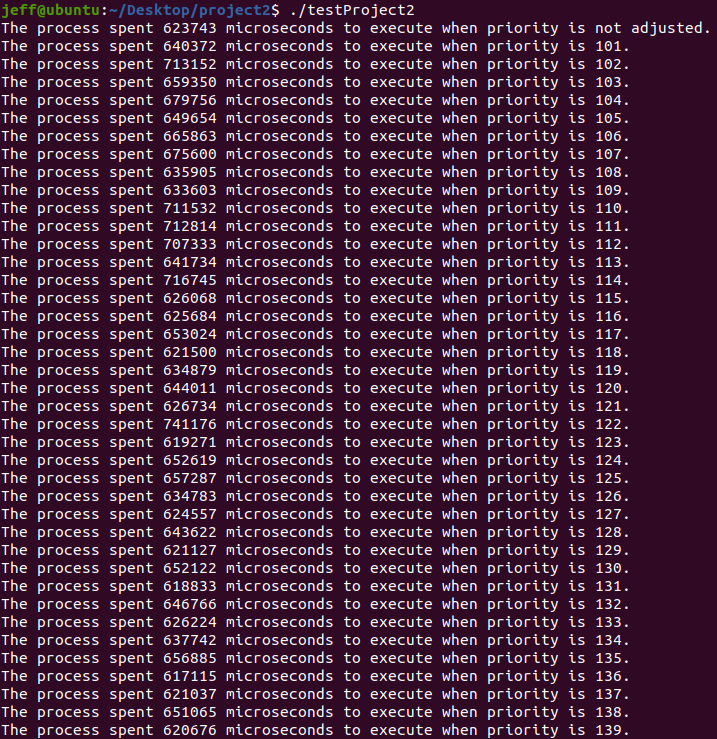 jeff@ubuntu:~/Desktop/project2$ ./testProject2
The process spent 623743 microseconds to execute when priority is not adjusted.
The process spent 640372 microseconds to execute when priority is 101.
The process spent 713152 microseconds to execute when priority is 102.
The process spent 659350 microseconds to execute when priority is 103.
The process spent 679756 microseconds to execute when priority is 104.
The process spent 649654 microseconds to execute when priority is 105.
The process spent 665863 microseconds to execute when priority is 106.
The process spent 675600 microseconds to execute when priority is 107.
The process spent 635905 microseconds to execute when priority is 108.
The process spent 633603 microseconds to execute when priority is 109.
The process spent 711532 microseconds to execute when priority is 110.
The process spent 712814 microseconds to execute when priority is 111.
The process spent 707333 microseconds to execute when priority is 112.
The process spent 641734 microseconds to execute when priority is 113.
The process spent 716745 microseconds to execute when priority is 114.
The process spent 626068 microseconds to execute when priority is 115.
The process spent 625684 microseconds to execute when priority is 116.
The process spent 653024 microseconds to execute when priority is 117.
The process spent 621500 microseconds to execute when priority is 118.
The process spent 634879 microseconds to execute when priority is 119.
The process spent 644011 microseconds to execute when priority is 120.
The process spent 626734 microseconds to execute when priority is 121.
The process spent 741176 microseconds to execute when priority is 122.
The process spent 619271 microseconds to execute when priority is 123.
The process spent 652619 microseconds to execute when priority is 124.
The process spent 657287 microseconds to execute when priority is 125.
The process spent 634783 microseconds to execute when priority is 126.
The process spent 624557 microseconds to execute when priority is 127.
The process spent 643622 microseconds to execute when priority is 128.
The process spent 621127 microseconds to execute when priority is 129.
The process spent 652122 microseconds to execute when priority is 130.
The process spent 618833 microseconds to execute when priority is 131.
The process spent 646766 microseconds to execute when priority is 132.
The process spent 626224 microseconds to execute when priority is 133.
The process spent 637742 microseconds to execute when priority is 134.
The process spent 656885 microseconds to execute when priority is 135.
The process spent 617115 microseconds to execute when priority is 136.
The process spent 621037 microseconds to execute when priority is 137.
The process spent 651065 microseconds to execute when priority is 138.
The process spent 620676 microseconds to execute when priority is 139.